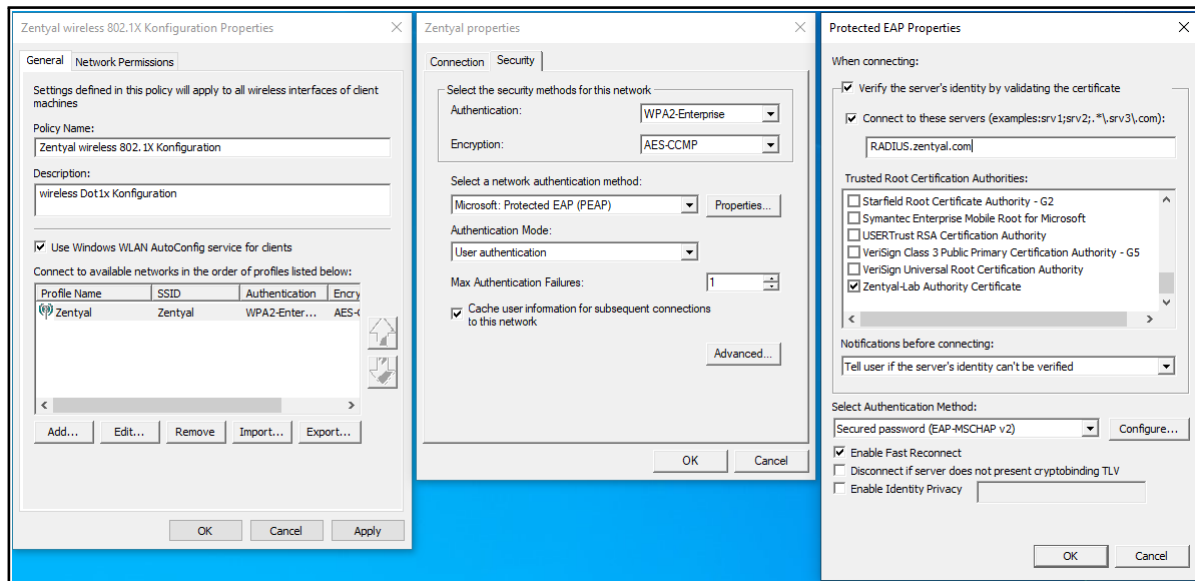 Zentyal wireless 802.1X Konfiguration Properties
General Network Permissions
Settings defined in this policy will apply to all wireless interfaces of client
machines
Policy Name:
Zentyal wireless 802.1X Konfiguration
Description:
wireless Dot1x Konfiguration
Use Windows WLAN AutoConfig service for clients
Connect to available networks in the order of profiles listed below:
Profile Name SSID Authentication Encry
Zentyal Zentyal WPA2-Enter... AES-C
Add... Edit... Remove Import... Export...
OK Cancel Apply
Zentyal properties
Connection Security
Select the security methods for this network
Authentication: WPA2-Enterprise
Encryption: AES-CCMP
Select a network authentication method:
Microsoft: Protected EAP (PEAP) Properties...
Authentication Mode:
User authentication
Max Authentication Failures: 1
Cache user information for subsequent connections
to this network
Advanced...
OK Cancel
Protected EAP Properties
When connecting:
Verify the server's identity by validating the certificate
Connect to these servers (examples:srv1;srv2;.*\.srv3\.com):
RADIUS.zentyal.com
Trusted Root Certification Authorities:
Starfield Root Certificate Authority - G2
Symantec Enterprise Mobile Root for Microsoft
USERTrust RSA Certification Authority
VeriSign Class 3 Public Primary Certification Authority - G5
VeriSign Universal Root Certification Authority
Zentyal-Lab Authority Certificate
Notifications before connecting:
Tell user if the server's identity can't be verified
Select Authentication Method:
Secured password (EAP-MSCHAP v2) Configure...
Enable Fast Reconnect
Disconnect if server does not present cryptobinding TLV
Enable Identity Privacy
OK Cancel